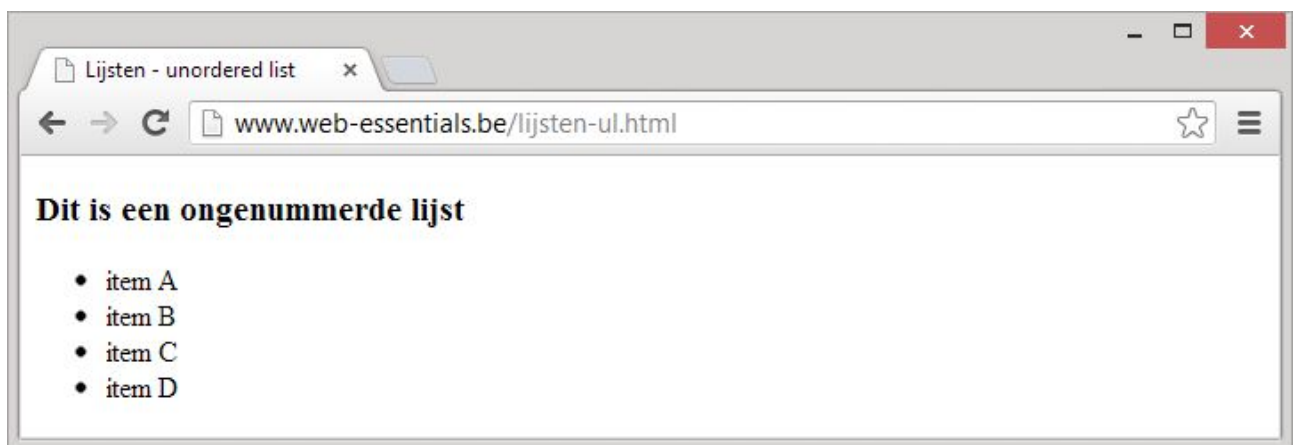 Lijsten - unordered list
www.web-essentials.be/lijsten-ul.html
Dit is een ongenummerde lijst
item A
item B
item C
item D